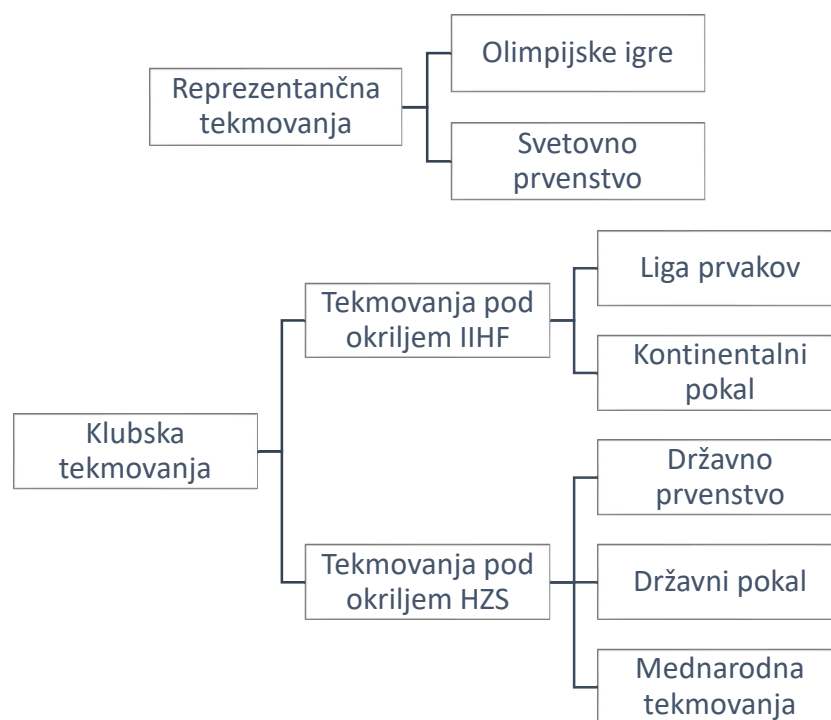 Reprezentančna
tekmovanja
Olimpijske igre
Svetovno
prvenstvo
Klubska
tekmovanja
Tekmovanja pod
okriljem IIHF
Liga prvakov
Kontinentalni
pokal
Tekmovanja pod
okriljem HZS
Državno
prvenstvo
Državni pokal
Mednarodna
tekmovanja